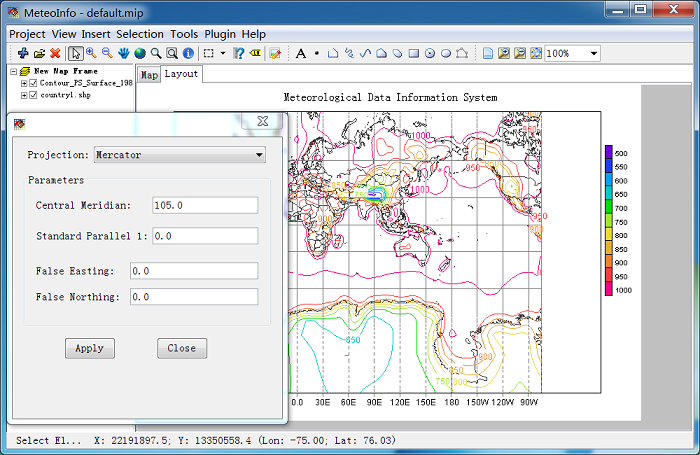 MeteoInfo - default.mip
Project View Insert Selection Tools Plugin Help
A
100%
New Map Frame
Contour_PS_Surface_198
country1.shp
Map Layout
Meteorological Data Information System
Projection: Mercator
Parameters
Central Meridian: 105.0
Standard Parallel 1: 0.0
False Easting: 0.0
False Northing: 0.0
Apply Close
1000
950
950
1000
950
900
950
900
750
900
500
550
600
650
700
750
800
850
900
950
1000
30E 60E 90E 120E 150E 180 150W 120W 90W
Select El... X: 22191897.5; Y: 13350558.4 (Lon: -75.00; Lat: 76.03)